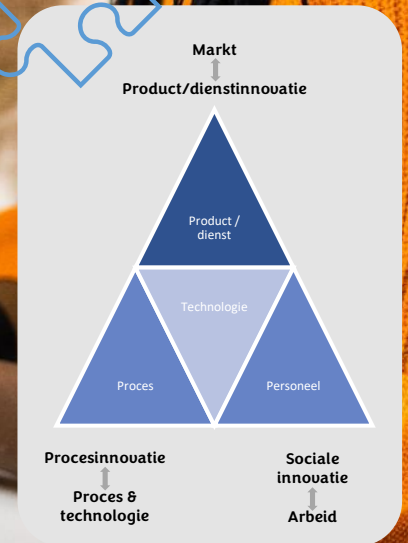 Markt
Product/dienstinnovatie
Product /
dienst
Technologie
Proces
Personeel
Procesinnovatie
Proces &
technologie
Sociale
innovatie
Arbeid